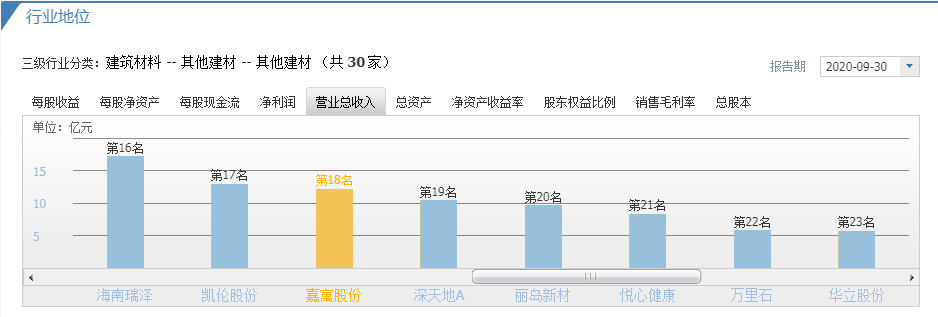 行业地位
三级行业分类：建筑材料 -- 其他建材 -- 其他建材 （共 30 家）
报告期 2020-09-30
每股收益 每股净资产 每股现金流 净利润 营业总收入 总资产 净资产收益率 股东权益比例 销售毛利率 总股本
单位：亿元
第16名
第17名
第18名
第19名
第20名
第21名
第22名
第23名
15
10
5
海南瑞泽 凯伦股份 嘉寓股份 深天地A 丽岛新材 悦心健康 万里石 华立股份